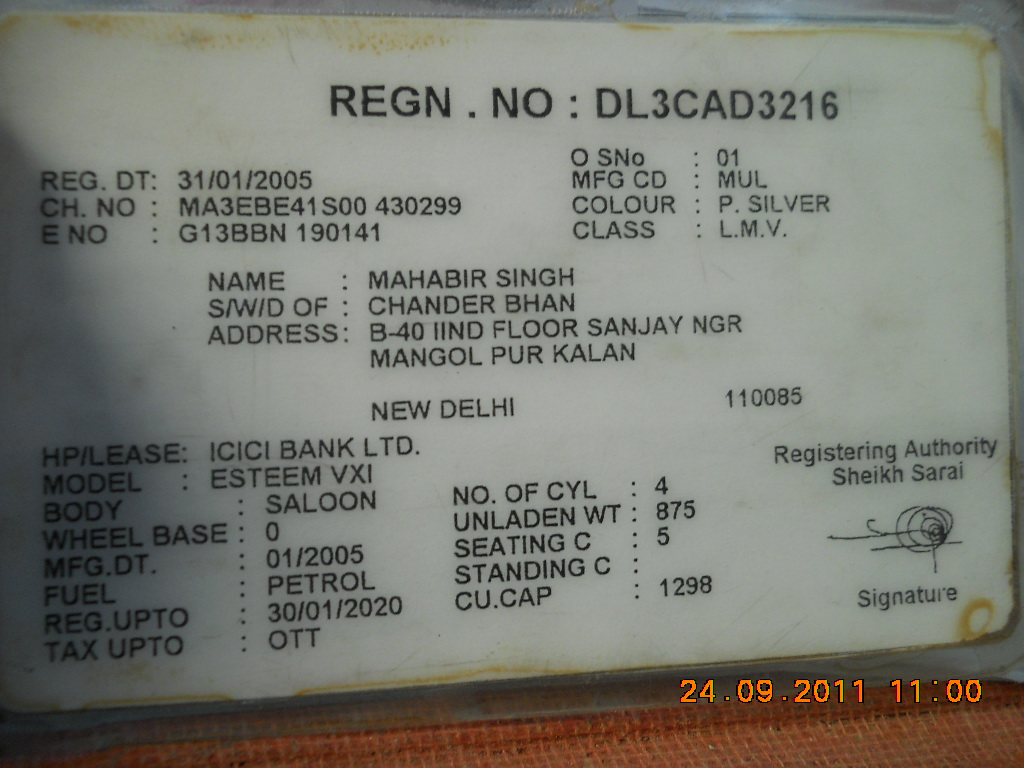 REGN . NO : DL3CAD3216
O SNo : 01
REG. DT: 31/01/2005 MFG CD : MUL
CH. NO : MA3EBE41S00 430299 COLOUR : P. SILVER
E NO : G13BBN 190141 CLASS : L.M.V.
NAME : MAHABIR SINGH
S/W/D OF : CHANDER BHAN
ADDRESS: B-40 IIND FLOOR SANJAY NGR
MANGOL PUR KALAN
NEW DELHI 110085
HP/LEASE: ICICI BANK LTD.
MODEL : ESTEEM VXI
BODY : SALOON
WHEEL BASE : 0
MFG.DT. : 01/2005
FUEL : PETROL
REG.UPTO : 30/01/2020
TAX UPTO : OTT
NO. OF CYL : 4
UNLADEN WT : 875
SEATING C : 5
STANDING C :
CU.CAP : 1298
Registering Authority
Sheikh Sarai
Signature
24.09.2011 11:00